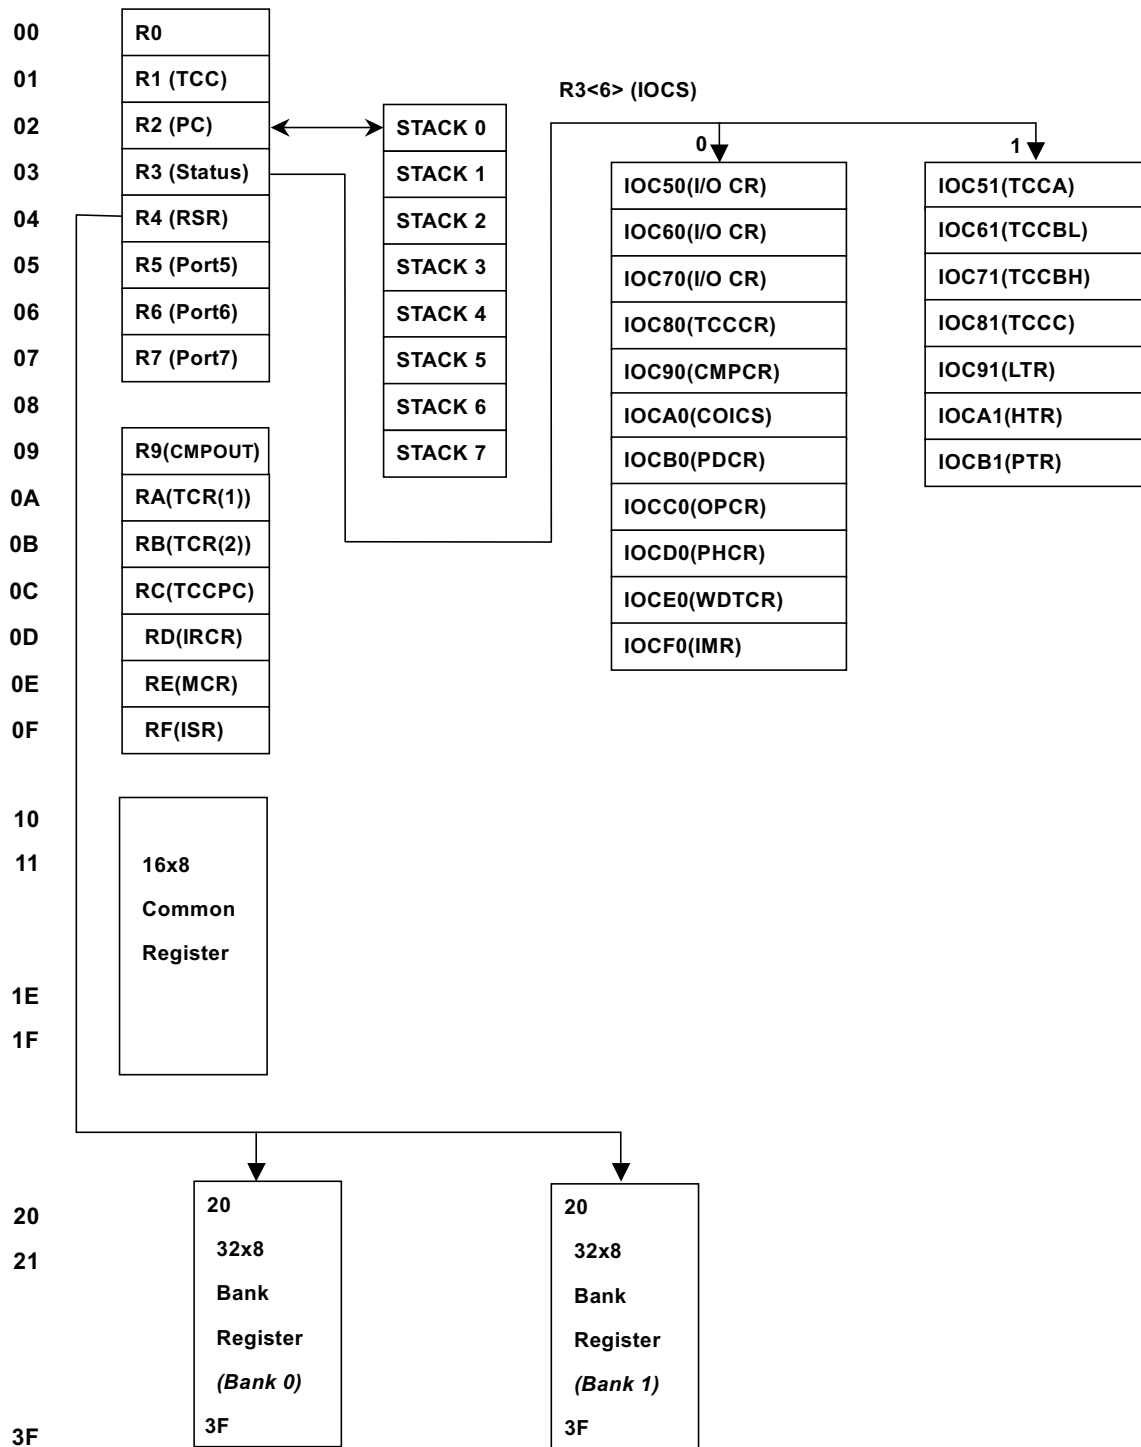 00
R0
01
R1 (TCC)
R3<6> (IOCS)
02
R2 (PC)
STACK 0
0
1
03
R3 (Status)
STACK 1
IOC50(I/O CR)
IOC51(TCCA)
04
R4 (RSR)
STACK 2
IOC60(I/O CR)
IOC61(TCCBL)
05
R5 (Port5)
STACK 3
IOC70(I/O CR)
IOC71(TCCBH)
06
R6 (Port6)
STACK 4
IOC80(TCCCR)
IOC81(TCCC)
07
R7 (Port7)
STACK 5
IOC90(CMPCR)
IOC91(LTR)
08
STACK 6
IOCA0(COICS)
IOCA1(HTR)
09
R9(CMPOUT)
STACK 7
IOCB0(PDCR)
IOCB1(PTR)
0A
RA(TCR(1))
IOCC0(OPCR)
0B
RB(TCR(2))
IOCD0(PHCR)
0C
RC(TCCPC)
IOCE0(WDTCR)
0D
RD(IRCR)
IOCF0(IMR)
0E
RE(MCR)
0F
RF(ISR)
10
11
16x8
Common
Register
1E
1F
20
21
3F
20
32x8
Bank
Register
(Bank 0)
3F
20
32x8
Bank
Register
(Bank 1)
3F